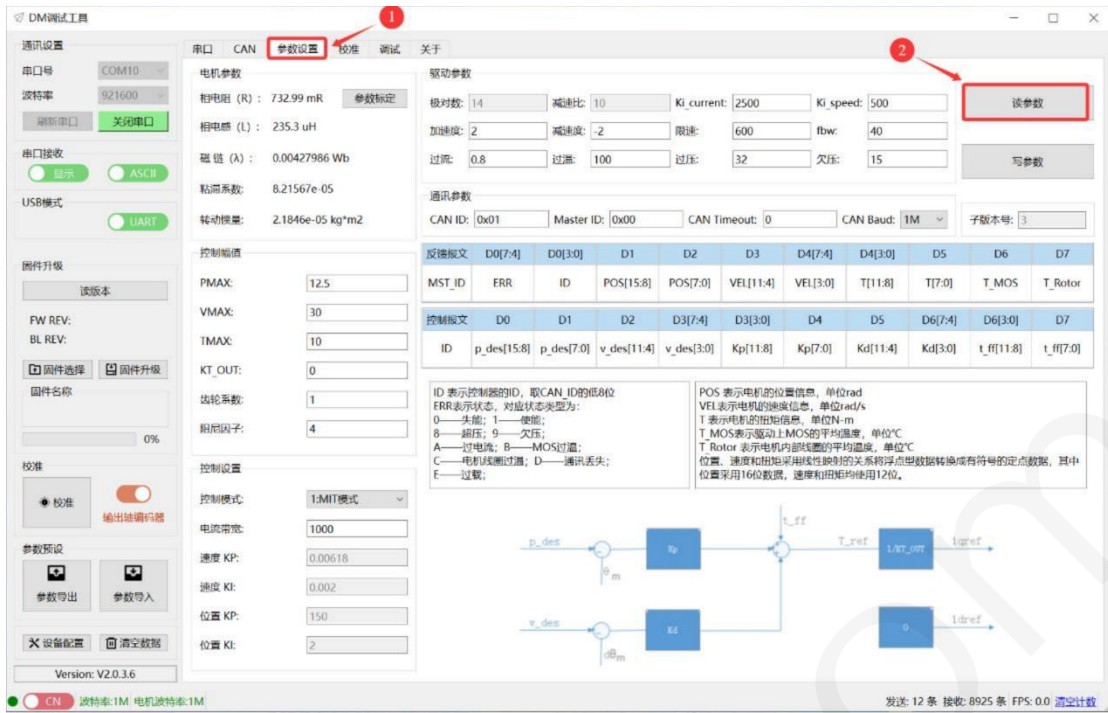 DM调试工具
1
通讯设置
串口号 COM10
波特率 921600
刷新串口 关闭串口
串口接收
显示 ASCII
USB模式
UART
固件升级
读版本
FW REV:
BL REV:
固件选择 固件升级
固件名称
0%
校准
校准 输出轴编码器
参数预设
参数导出 参数导入
设备配置 清空数据
Version: V2.0.3.6
串口 CAN 参数设置 校准 调试 关于
电机参数
相电阻 (R) : 732.99 mR 参数标定
相电感 (L) : 235.3 uH
磁 链 (λ) : 0.00427986 Wb
粘滞系数: 8.21567e-05
转动惯量: 2.1846e-05 kg*m2
控制幅值
PMAX: 12.5
VMAX: 30
TMAX: 10
KT_OUT: 0
齿轮系数: 1
阻尼因子: 4
控制设置
控制模式: 1:MIT模式
电流带宽: 1000
速度 KP: 0.00618
速度 KI: 0.002
位置 KP: 150
位置 KI: 2
2
驱动参数
极对数: 14 减速比: 10 Ki_current: 2500 Ki_speed: 500 读参数
加速度: 2 减速度: -2 限速: 600 fbw: 40
过流: 0.8 过温: 100 过压: 32 欠压: 15 写参数
通讯参数
CAN ID: 0x01 Master ID: 0x00 CAN Timeout: 0 CAN Baud: 1M 子版本号: 3
反馈报文 D0[7:4] D0[3:0] D1 D2 D3 D4[7:4] D4[3:0] D5 D6 D7
MST_ID ERR ID POS[15:8] POS[7:0] VEL[11:4] VEL[3:0] T[11:8] T[7:0] T_MOS T_Rotor
控制报文 D0 D1 D2 D3[7:4] D3[3:0] D4 D5 D6[7:4] D6[3:0] D7
ID p_des[15:8] p_des[7:0] v_des[11:4] v_des[3:0] Kp[11:8] Kp[7:0] Kd[11:4] Kd[3:0] t_ff[11:8] t_ff[7:0]
ID 表示控制器的ID，取CAN_ID的低8位
ERR表示状态，对应状态类型为：
0——失能；1——使能；
8——超压；9——欠压；
A——过电流；B——MOS过温；
C——电机线圈过温；D——通讯丢失；
E——过载；
POS 表示电机的位置信息，单位rad
VEL表示电机的速度信息，单位rad/s
T 表示电机的扭矩信息，单位N-m
T_MOS表示驱动上MOS的平均温度，单位℃
T_Rotor 表示电机内部线圈的平均温度，单位℃
位置、速度和扭矩采用线性映射的关系将浮点型数据转换成有符号的定点数据，其中
位置采用16位数据，速度和扭矩均使用12位。
t_ff
p_des - Kp T_ref 1/KT_OUT iqref
θm
v_des - Kd 0 idref
dθm
CN 波特率:1M 电机波特率:1M 发送: 12 条 接收: 8925 条 FPS: 0.0 清空计数